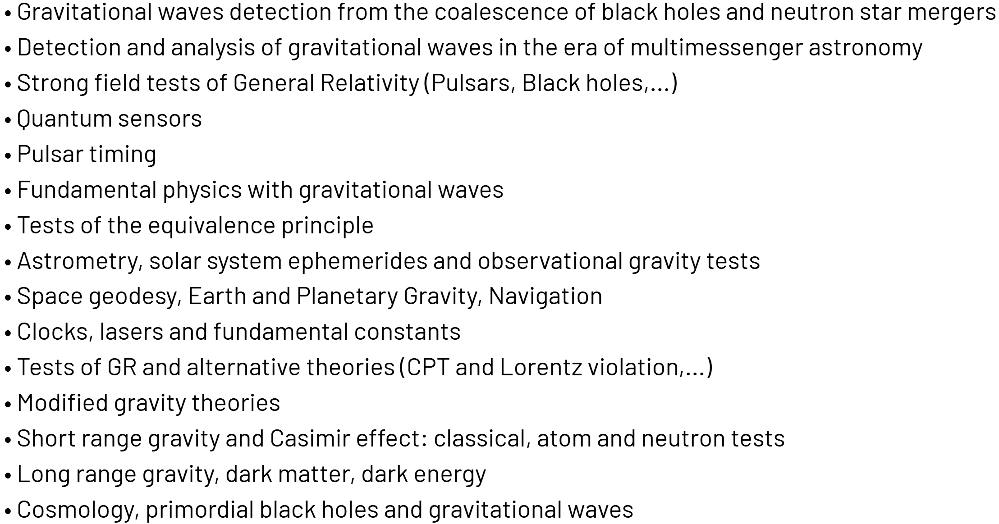 • Gravitational waves detection from the coalescence of black holes and neutron star mergers
• Detection and analysis of gravitational waves in the era of multimessenger astronomy
• Strong field tests of General Relativity (Pulsars, Black holes,...)
• Quantum sensors
• Pulsar timing
• Fundamental physics with gravitational waves
• Tests of the equivalence principle
• Astrometry, solar system ephemerides and observational gravity tests
• Space geodesy, Earth and Planetary Gravity, Navigation
• Clocks, lasers and fundamental constants
• Tests of GR and alternative theories (CPT and Lorentz violation,...)
• Modified gravity theories
• Short range gravity and Casimir effect: classical, atom and neutron tests
• Long range gravity, dark matter, dark energy
• Cosmology, primordial black holes and gravitational waves